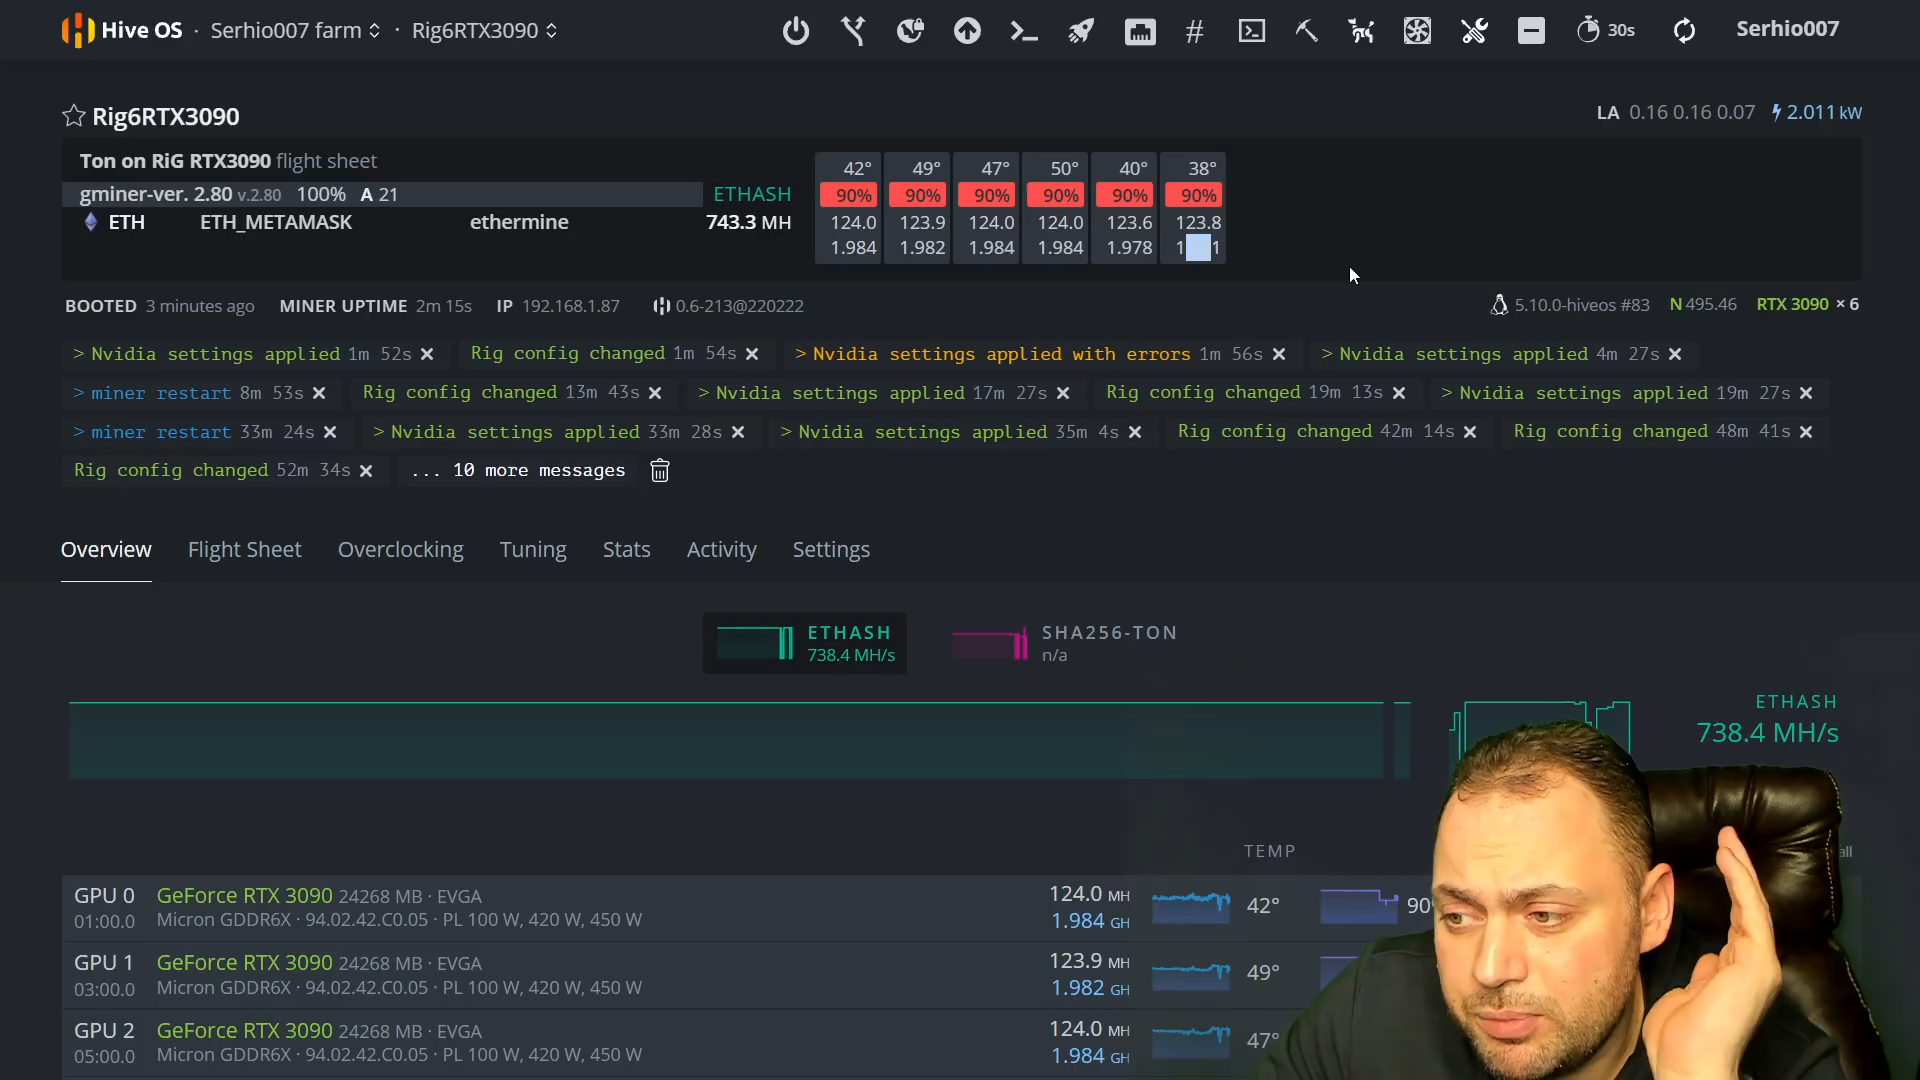 Hive OS · Serhio007 farm · Rig6RTX3090 # 30s Serhio007
Rig6RTX3090 LA 0.16 0.16 0.07 2.011 kW
Ton on RiG RTX3090 flight sheet 42° 49° 47° 50° 40° 38°
gminer-ver. 2.80 v.2.80 100% A 21 ETHASH 90% 90% 90% 90% 90% 90%
ETH ETH_METAMASK ethermine 743.3 MH 124.0 123.9 124.0 124.0 123.6 123.8
1.984 1.982 1.984 1.984 1.978
BOOTED 3 minutes ago MINER UPTIME 2m 15s IP 192.168.1.87 0.6-213@220222 5.10.0-hiveos #83 N 495.46 RTX 3090 × 6
> Nvidia settings applied 1m 52s × Rig config changed 1m 54s × > Nvidia settings applied with errors 1m 56s × > Nvidia settings applied 4m 27s ×
> miner restart 8m 53s × Rig config changed 13m 43s × > Nvidia settings applied 17m 27s × Rig config changed 19m 13s × > Nvidia settings applied 19m 27s ×
> miner restart 33m 24s × > Nvidia settings applied 33m 28s × > Nvidia settings applied 35m 4s × Rig config changed 42m 14s × Rig config changed 48m 41s ×
Rig config changed 52m 34s × ... 10 more messages
Overview Flight Sheet Overclocking Tuning Stats Activity Settings
ETHASH SHA256-TON
738.4 MH/s n/a
ETHASH
738.4 MH/s
TEMP all
GPU 0 GeForce RTX 3090 24268 MB · EVGA 124.0 MH 42° 90
01:00.0 Micron GDDR6X · 94.02.42.C0.05 · PL 100 W, 420 W, 450 W 1.984 GH
GPU 1 GeForce RTX 3090 24268 MB · EVGA 123.9 MH 49°
03:00.0 Micron GDDR6X · 94.02.42.C0.05 · PL 100 W, 420 W, 450 W 1.982 GH
GPU 2 GeForce RTX 3090 24268 MB · EVGA 124.0 MH 47°
05:00.0 Micron GDDR6X · 94.02.42.C0.05 · PL 100 W, 420 W, 450 W 1.984 GH